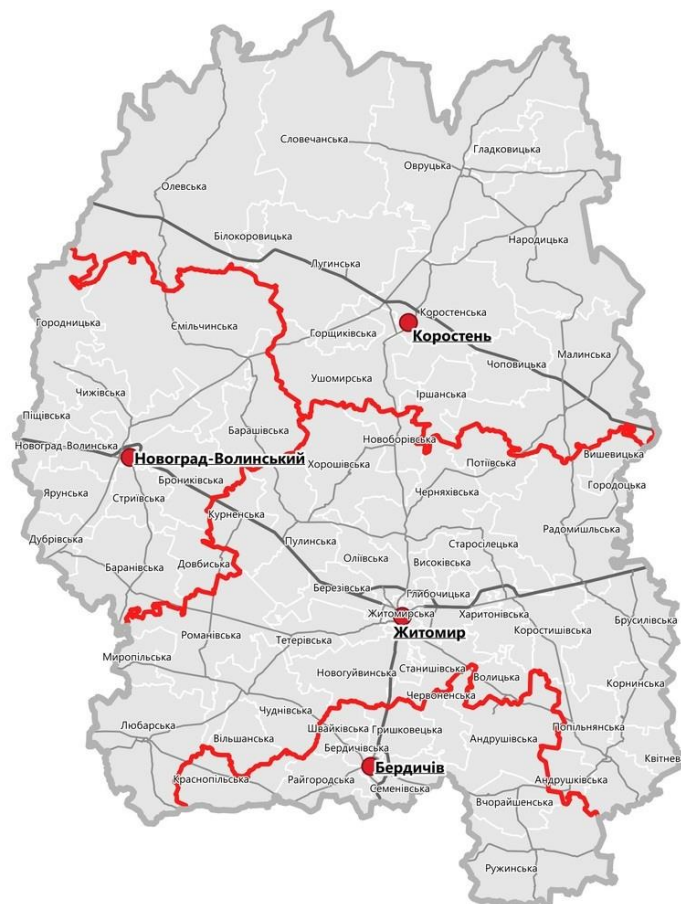 Гладковицька
Словечанська
Овруцька
Олевська
Білокоровицька
Народицька
Лугинська
Городницька
Ємільчинська
Коростенська
Горщиківська
Коростень
Малинська
Чоповицька
Ушомирська
Іршанська
Чижівська
Піщівська
Барашівська
Новоборівська
Новоград-Волинська
Новоград-Волинський
Вишевицька
Хорошівська
Потіївська
Брониківська
Городоцька
Ярунська
Стриївська
Черняхівська
Курненська
Радомишльська
Дубрівська
Пулинська
Старосілецька
Оліївська
Високівська
Баранівська
Довбиська
Березівська
Глибочицька
Житомирська
Харитонівська
Брусилівська
Житомир
Коростишівська
Романівська
Тетерівська
Миропільська
Станишівська
Новогуйвинська
Волицька
Корнинська
Червоненська
Чуднівська
Любарська
Швайківська
Гришковецька
Попільнянська
Вільшанська
Андрушівська
Бердичівська
Квітнев
Бердичів
Краснопільська
Райгородська
Андрушківська
Семенівська
Вчорайшенська
Ружинська